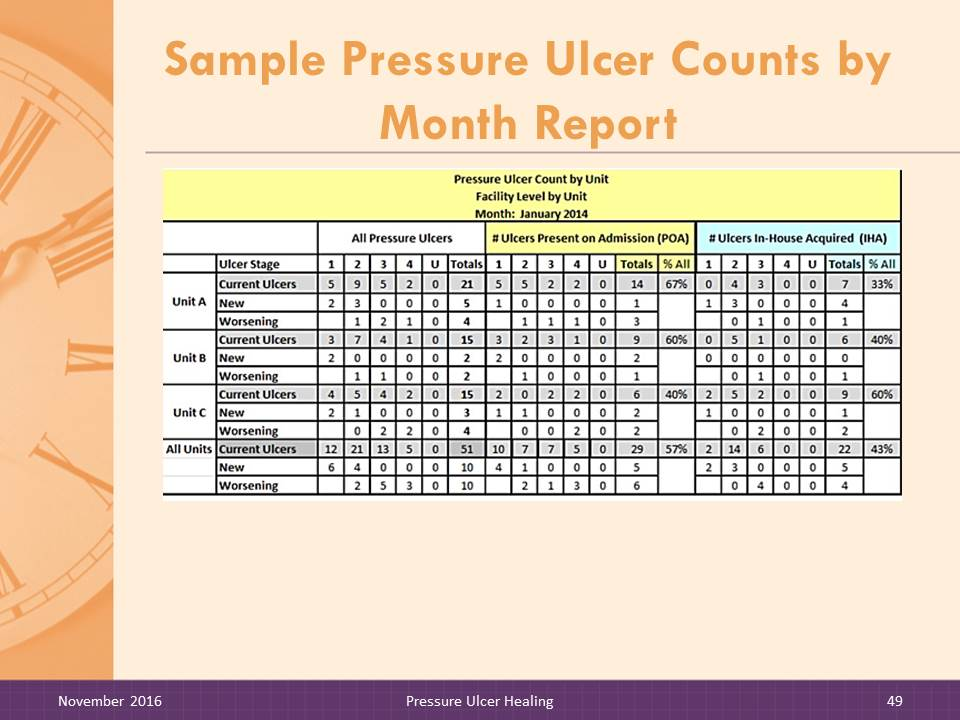 Sample Pressure Ulcer Counts by
Month Report
Pressure Ulcer Count by Unit
Facility Level by Unit
Month: January 2014
All Pressure Ulcers # Ulcers Present on Admission (POA) # Ulcers In-House Acquired (IHA)
Ulcer Stage 1 2 3 4 U Totals 1 2 3 4 U Totals % All 1 2 3 4 U Totals % All
Unit A
Current Ulcers 5 9 5 2 0 21 5 5 2 2 0 14 67% 0 4 3 0 0 7 33%
New 2 3 0 0 0 5 1 0 0 0 0 1 1 3 0 0 0 4
Worsening 1 2 1 0 4 1 1 1 0 3 0 1 0 0 1
Unit B
Current Ulcers 3 7 4 1 0 15 3 2 3 1 0 9 60% 0 5 1 0 0 6 40%
New 2 0 0 0 0 2 2 0 0 0 0 2 0 0 0 0 0 0
Worsening 1 1 0 0 2 1 0 0 0 1 0 1 0 0 1
Unit C
Current Ulcers 4 5 4 2 0 15 2 0 2 2 0 6 40% 2 5 2 0 0 9 60%
New 2 1 0 0 0 3 1 1 0 0 0 2 1 0 0 0 0 1
Worsening 0 2 2 0 4 0 0 2 0 2 0 2 0 0 2
All Units Current Ulcers 12 21 13 5 0 51 10 7 7 5 0 29 57% 2 14 6 0 0 22 43%
New 6 4 0 0 0 10 4 1 0 0 0 5 2 3 0 0 0 5
Worsening 2 5 3 0 10 2 1 3 0 6 0 4 0 0 4
November 2016 Pressure Ulcer Healing 49